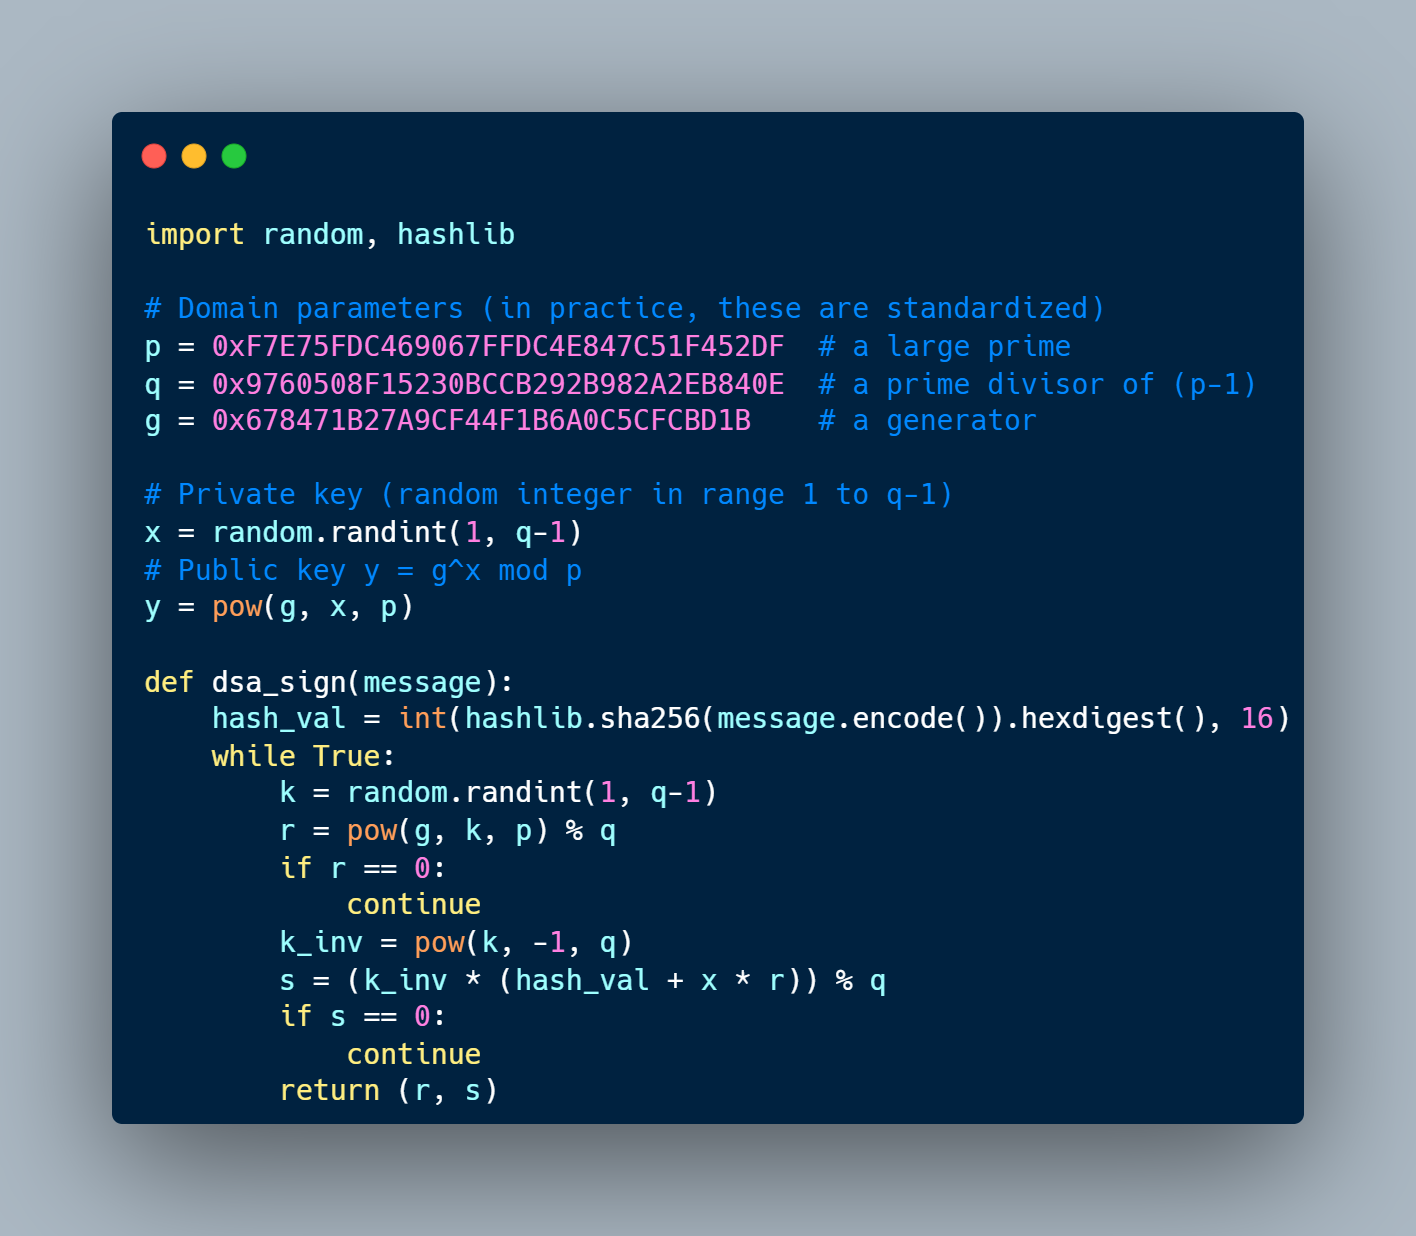 import random, hashlib
# Domain parameters (in practice, these are standardized)
p = 0xF7E75FDC469067FFDC4E847C51F452DF  # a large prime
q = 0x9760508F15230BCCB292B982A2EB840E  # a prime divisor of (p-1)
g = 0x678471B27A9CF44F1B6A0C5CFCBD1B    # a generator
# Private key (random integer in range 1 to q-1)
x = random.randint(1, q-1)
# Public key y = g^x mod p
y = pow(g, x, p)
def dsa_sign(message):
    hash_val = int(hashlib.sha256(message.encode()).hexdigest(), 16)
    while True:
        k = random.randint(1, q-1)
        r = pow(g, k, p) % q
        if r == 0:
            continue
        k_inv = pow(k, -1, q)
        s = (k_inv * (hash_val + x * r)) % q
        if s == 0:
            continue
        return (r, s)